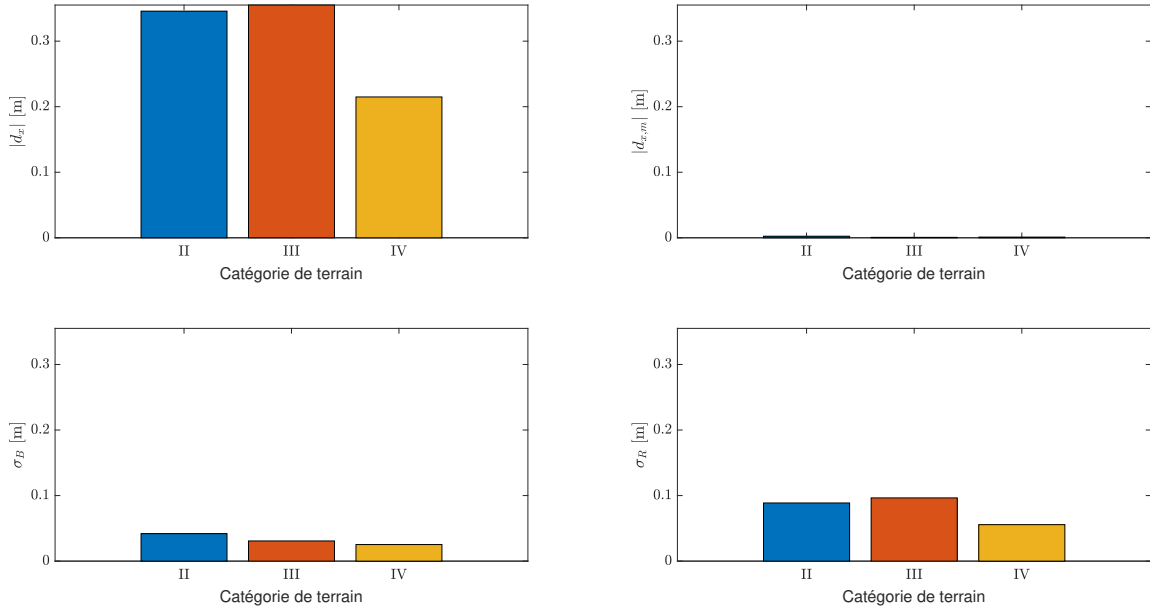 |d_x| [m]
0.3
0.2
0.1
0
II III IV
Catégorie de terrain
|d_{x,m}| [m]
0.3
0.2
0.1
0
II III IV
Catégorie de terrain
σ_B [m]
0.3
0.2
0.1
0
II III IV
Catégorie de terrain
σ_R [m]
0.3
0.2
0.1
0
II III IV
Catégorie de terrain